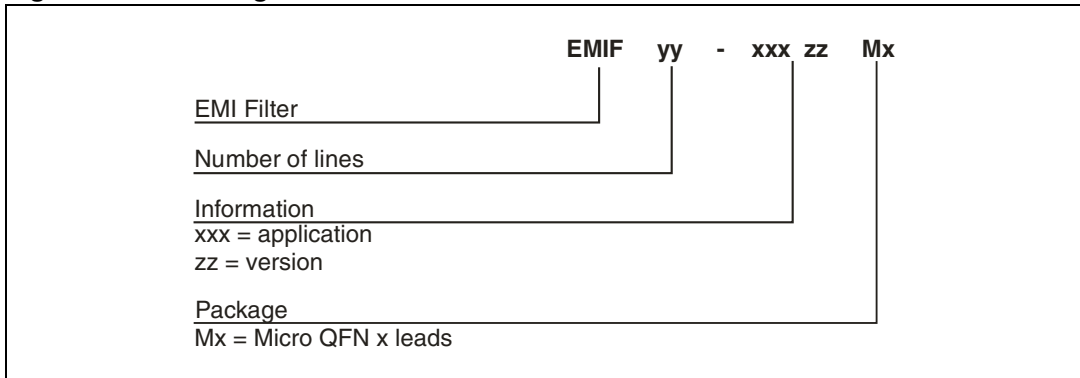 EMIF yy - xxx zz Mx
EMI Filter
Number of lines
Information
xxx = application
zz = version
Package
Mx = Micro QFN x leads